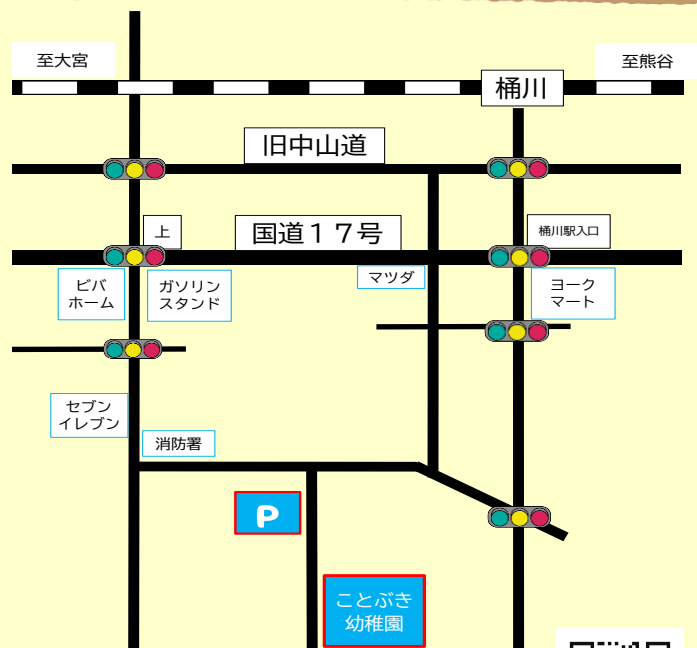 至大宮
至熊谷
桶川
旧中山道
上
国道１７号
桶川駅入口
ビバ
ホーム
ガソリン
スタンド
マツダ
ヨーク
マート
セブン
イレブン
消防署
P
ことぶき
幼稚園